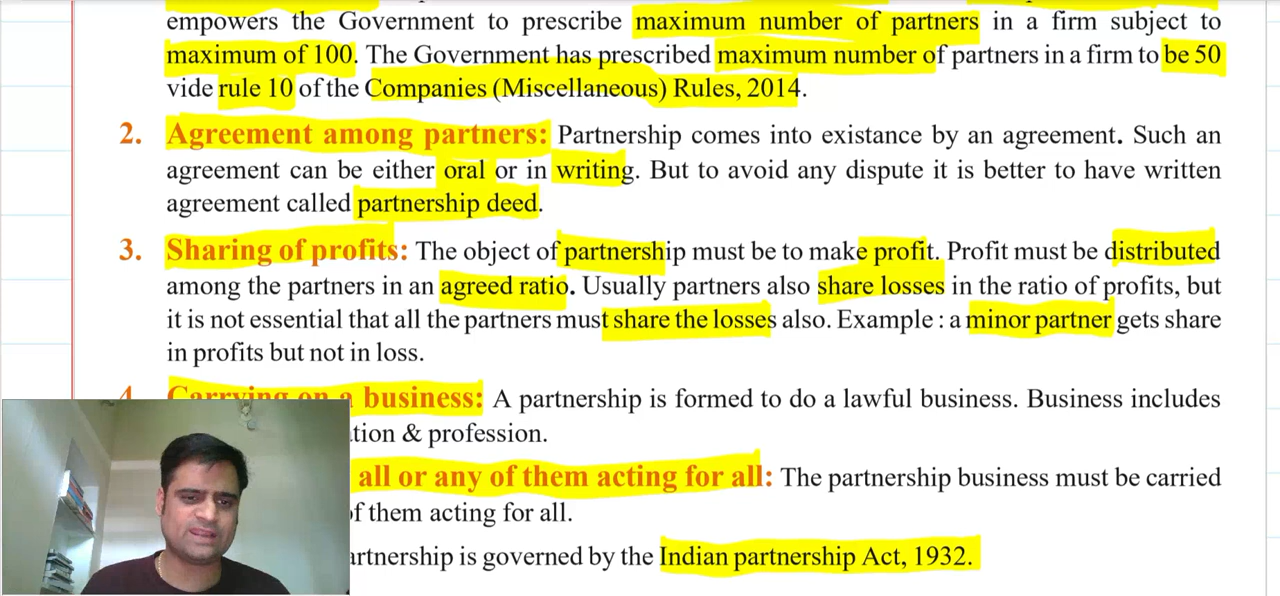 empowers the Government to prescribe maximum number of partners in a firm subject to
maximum of 100. The Government has prescribed maximum number of partners in a firm to be 50
vide rule 10 of the Companies (Miscellaneous) Rules, 2014.
2. Agreement among partners: Partnership comes into existance by an agreement. Such an
agreement can be either oral or in writing. But to avoid any dispute it is better to have written
agreement called partnership deed.
3. Sharing of profits: The object of partnership must be to make profit. Profit must be distributed
among the partners in an agreed ratio. Usually partners also share losses in the ratio of profits, but
it is not essential that all the partners must share the losses also. Example : a minor partner gets share
in profits but not in loss.
4. Carrying on a business: A partnership is formed to do a lawful business. Business includes
tion & profession.
all or any of them acting for all: The partnership business must be carried
f them acting for all.
artnership is governed by the Indian partnership Act, 1932.